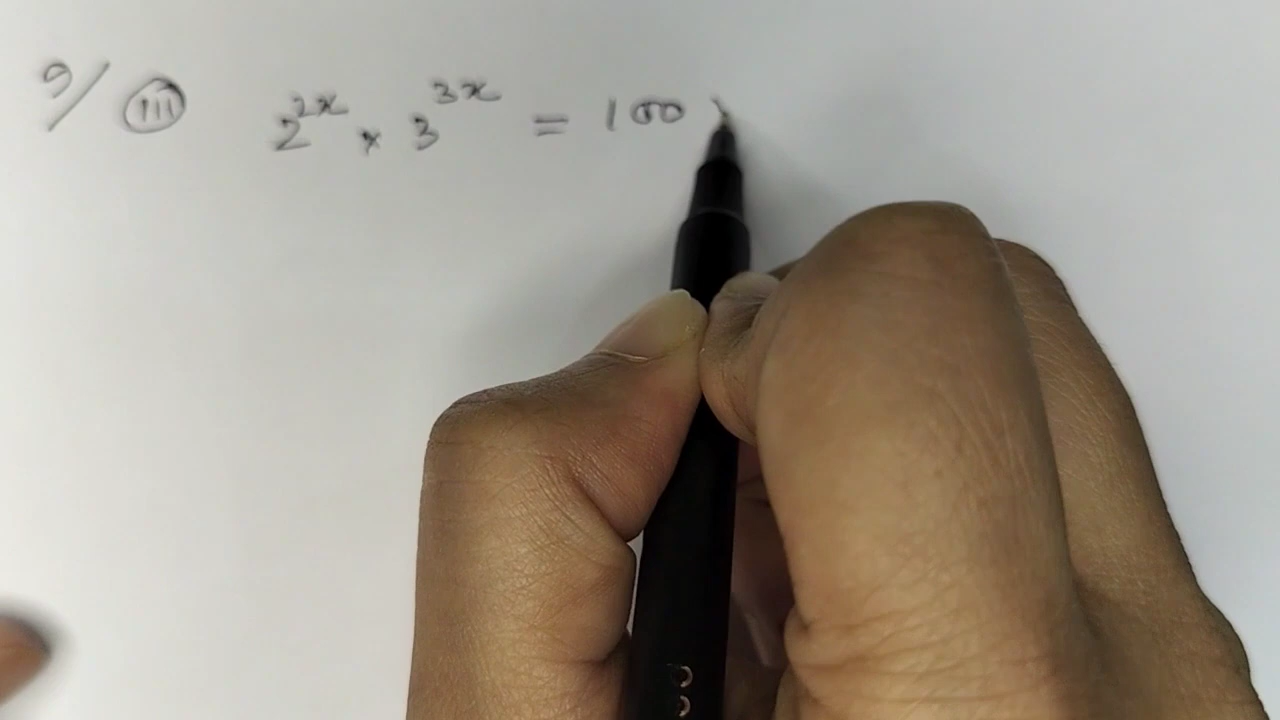 9/ (iii) 2^{2x} × 3^{3x} = 100